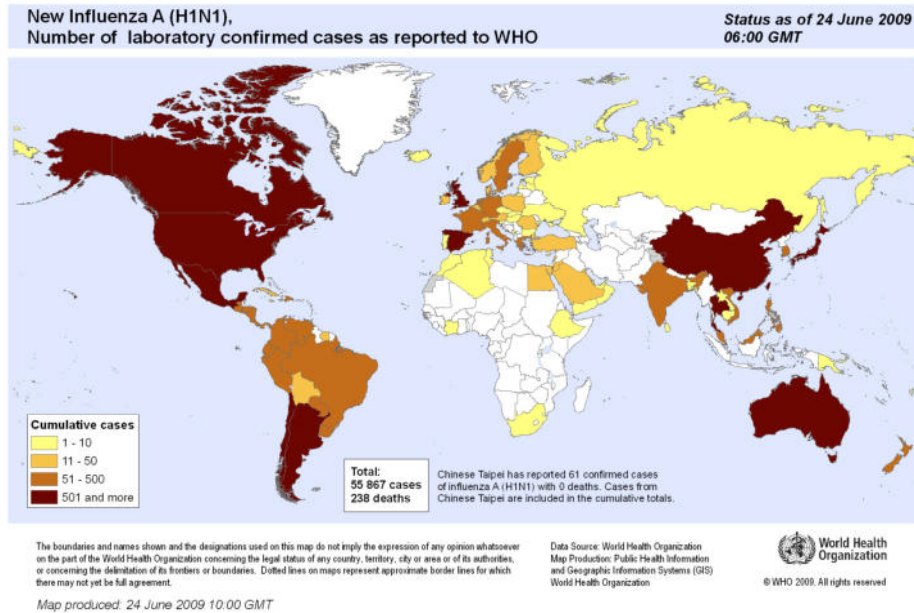 New Influenza A (H1N1),
Number of laboratory confirmed cases as reported to WHO
Status as of 24 June 2009
06:00 GMT
Cumulative cases
1 - 10
11 - 50
51 - 500
501 and more
Total:
55 867 cases
238 deaths
Chinese Taipei has reported 61 confirmed cases
of influenza A (H1N1) with 0 deaths. Cases from
Chinese Taipei are included in the cumulative totals.
The boundaries and names shown and the designations used on this map do not imply the expression of any opinion whatsoever
on the part of the World Health Organization concerning the legal status of any country, territory, city or area or of its authorities,
or concerning the delimitation of its frontiers or boundaries. Dotted lines on maps represent approximate border lines for which
there may not yet be full agreement.
Data Source: World Health Organization
Map Production: Public Health Information
and Geographic Information Systems (GIS)
World Health Organization
World Health
Organization
© WHO 2009. All rights reserved
Map produced: 24 June 2009 10:00 GMT